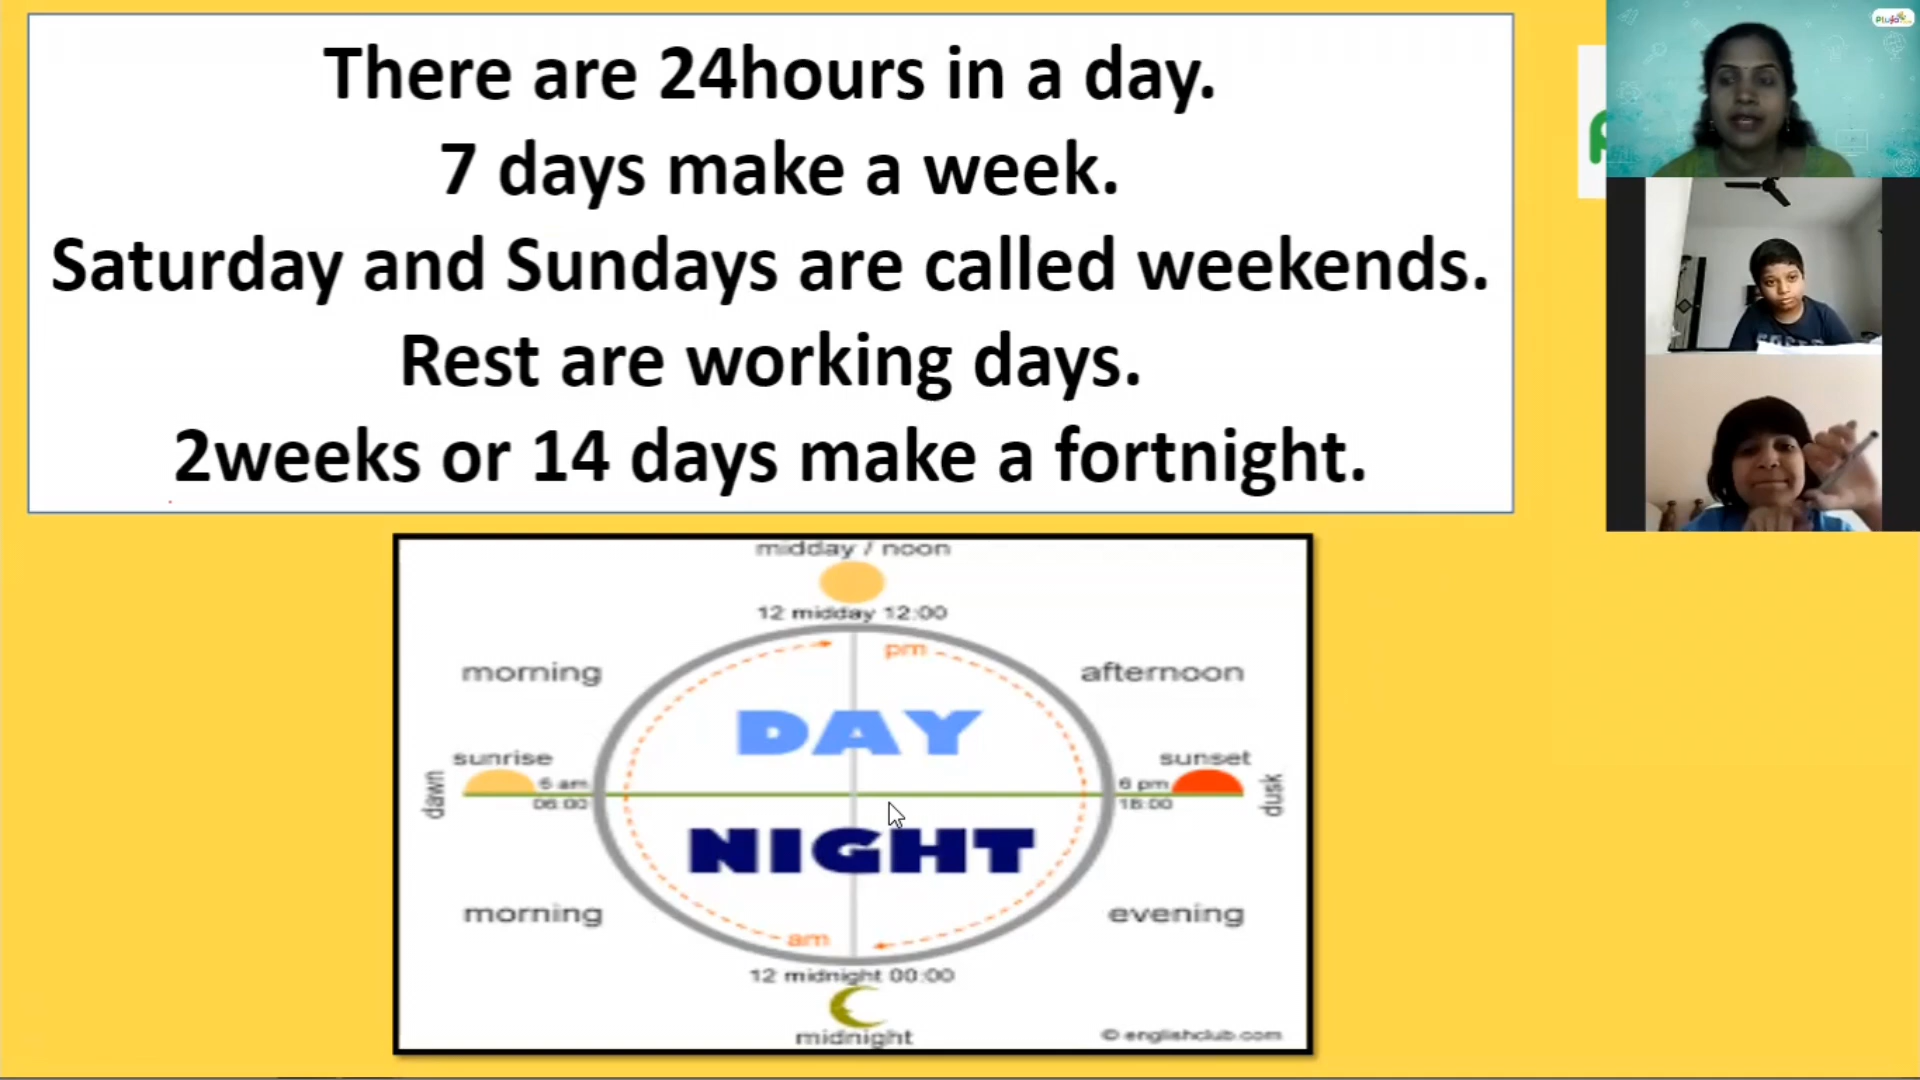 There are 24hours in a day.
7 days make a week.
Saturday and Sundays are called weekends.
Rest are working days.
2weeks or 14 days make a fortnight.
midday / noon
12 midday 12:00
pm
morning
afternoon
DAY
sunrise
sunset
dawn
6 am
06:00
6 pm
18:00
dusk
NIGHT
morning
evening
am
12 midnight 00:00
midnight
© englishclub.com